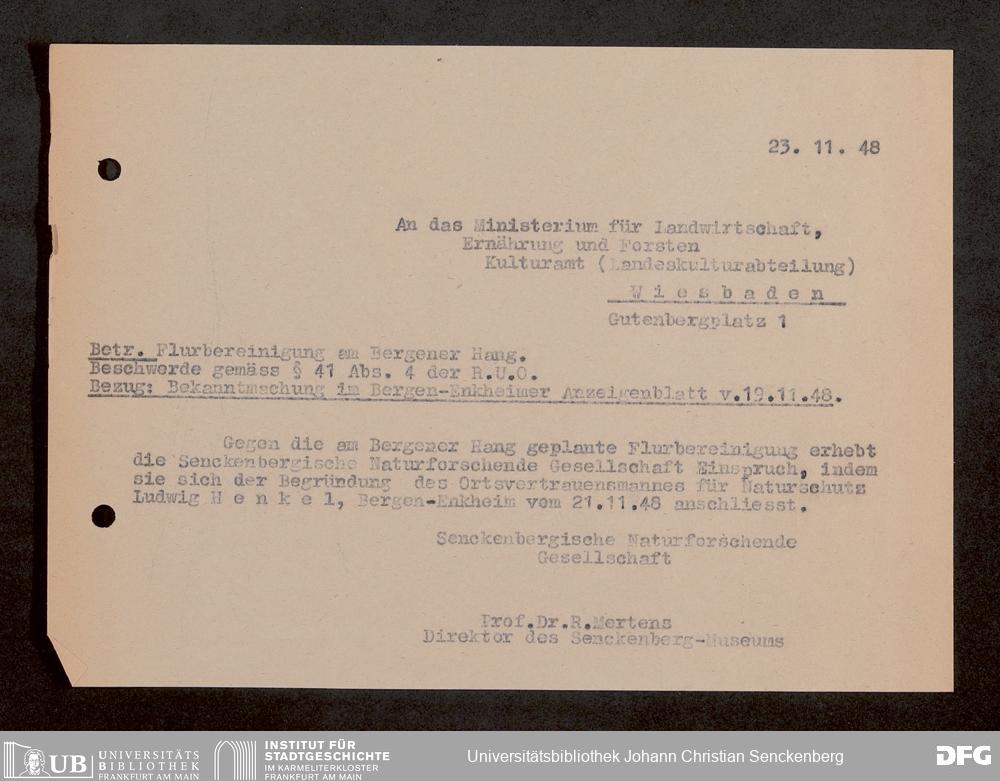 23. 11. 48
An das Ministerium für Landwirtschaft,
Ernährung und Forsten
Kulturamt (Landeskulturabteilung)
W i e s b a d e n
Gutenbergplatz 1
Betr. Flurbereinigung am Bergener Hang.
Beschwerde gemäss § 41 Abs. 4 der R.U.O.
Bezug: Bekanntmachung im Bergen-Enkheimer Anzeigenblatt v.19.11.48.
Gegen die am Bergener Hang geplante Flurbereinigung erhebt
die Senckenbergische Naturforschende Gesellschaft Einspruch, indem
sie sich der Begründung des Ortsvertrauensmannes für Naturschutz
Ludwig H e n k e l, Bergen-Enkheim vom 21.11.48 anschliesst.
Senckenbergische Naturforschende
Gesellschaft
Prof.Dr.R.Mertens
Direktor des Senckenberg-Museums
UB UNIVERSITÄTS
BIBLIOTHEK
FRANKFURT AM MAIN
INSTITUT FÜR
STADTGESCHICHTE
IM KARMELITERKLOSTER
FRANKFURT AM MAIN
Universitätsbibliothek Johann Christian Senckenberg
DFG